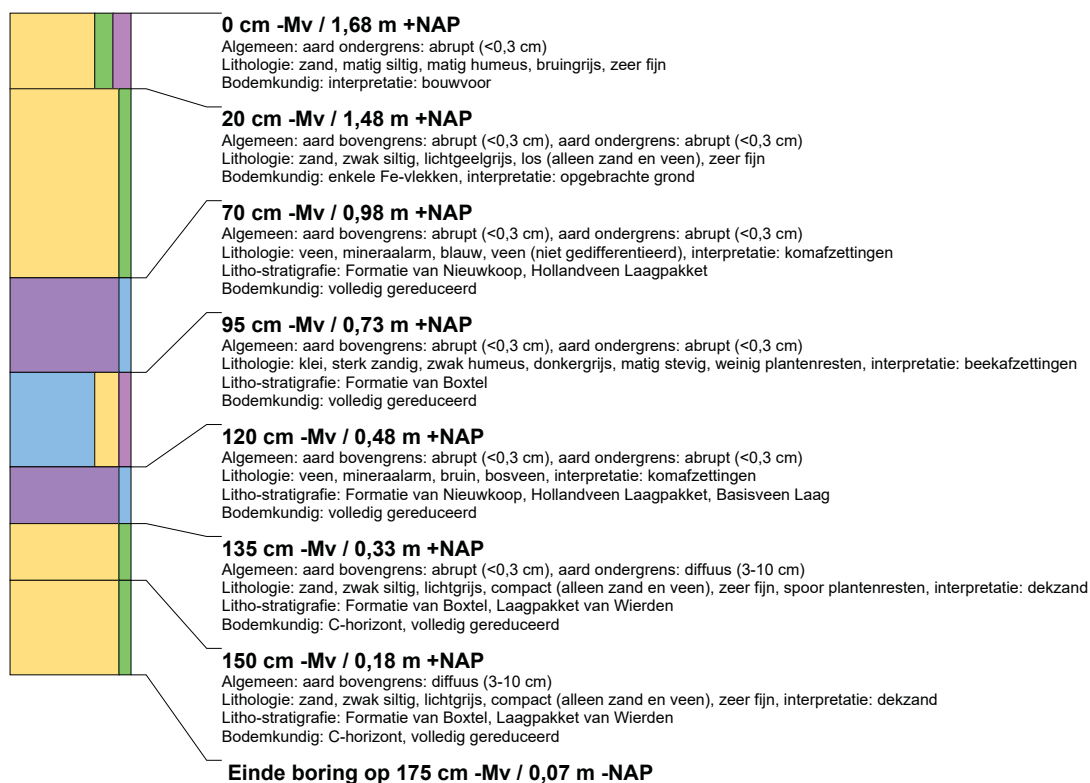 0 cm -Mv / 1,68 m +NAP
Algemeen: aard ondergrens: abrupt (<0,3 cm)
Lithologie: zand, matig siltig, matig humeus, bruingrijs, zeer fijn
Bodemkundig: interpretatie: bouwvoor
20 cm -Mv / 1,48 m +NAP
Algemeen: aard bovengrens: abrupt (<0,3 cm), aard ondergrens: abrupt (<0,3 cm)
Lithologie: zand, zwak siltig, lichtgeelgrijs, los (alleen zand en veen), zeer fijn
Bodemkundig: enkele Fe-vlekken, interpretatie: opgebrachte grond
70 cm -Mv / 0,98 m +NAP
Algemeen: aard bovengrens: abrupt (<0,3 cm), aard ondergrens: abrupt (<0,3 cm)
Lithologie: veen, mineraalarm, blauw, veen (niet gedifferentieerd), interpretatie: komafzettingen
Litho-stratigrafie: Formatie van Nieuwkoop, Hollandveen Laagpakket
Bodemkundig: volledig gereduceerd
95 cm -Mv / 0,73 m +NAP
Algemeen: aard bovengrens: abrupt (<0,3 cm), aard ondergrens: abrupt (<0,3 cm)
Lithologie: klei, sterk zandig, zwak humeus, donkergrijs, matig stevig, weinig plantenresten, interpretatie: beekafzettingen
Litho-stratigrafie: Formatie van Boxtel
Bodemkundig: volledig gereduceerd
120 cm -Mv / 0,48 m +NAP
Algemeen: aard bovengrens: abrupt (<0,3 cm), aard ondergrens: abrupt (<0,3 cm)
Lithologie: veen, mineraalarm, bruin, bosveen, interpretatie: komafzettingen
Litho-stratigrafie: Formatie van Nieuwkoop, Hollandveen Laagpakket, Basisveen Laag
Bodemkundig: volledig gereduceerd
135 cm -Mv / 0,33 m +NAP
Algemeen: aard bovengrens: abrupt (<0,3 cm), aard ondergrens: diffuus (3-10 cm)
Lithologie: zand, zwak siltig, lichtgrijs, compact (alleen zand en veen), zeer fijn, spoor plantenresten, interpretatie: dekzand
Litho-stratigrafie: Formatie van Boxtel, Laagpakket van Wierden
Bodemkundig: C-horizont, volledig gereduceerd
150 cm -Mv / 0,18 m +NAP
Algemeen: aard bovengrens: diffuus (3-10 cm)
Lithologie: zand, zwak siltig, lichtgrijs, compact (alleen zand en veen), zeer fijn, interpretatie: dekzand
Litho-stratigrafie: Formatie van Boxtel, Laagpakket van Wierden
Bodemkundig: C-horizont, volledig gereduceerd
Einde boring op 175 cm -Mv / 0,07 m -NAP